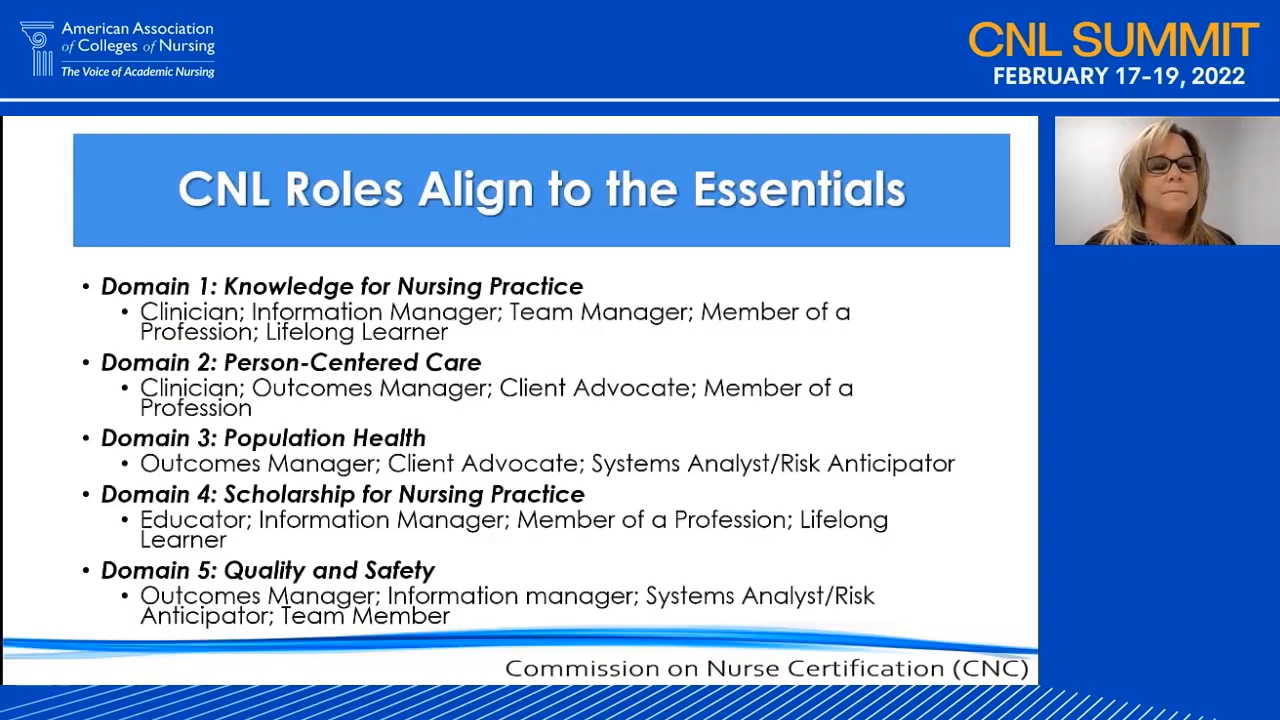 American Association
of Colleges of Nursing
The Voice of Academic Nursing
CNL SUMMIT
FEBRUARY 17-19, 2022
CNL Roles Align to the Essentials
• Domain 1: Knowledge for Nursing Practice
• Clinician; Information Manager; Team Manager; Member of a
Profession; Lifelong Learner
• Domain 2: Person-Centered Care
• Clinician; Outcomes Manager; Client Advocate; Member of a
Profession
• Domain 3: Population Health
• Outcomes Manager; Client Advocate; Systems Analyst/Risk Anticipator
• Domain 4: Scholarship for Nursing Practice
• Educator; Information Manager; Member of a Profession; Lifelong
Learner
• Domain 5: Quality and Safety
• Outcomes Manager; Information manager; Systems Analyst/Risk
Anticipator; Team Member
Commission on Nurse Certification (CNC)